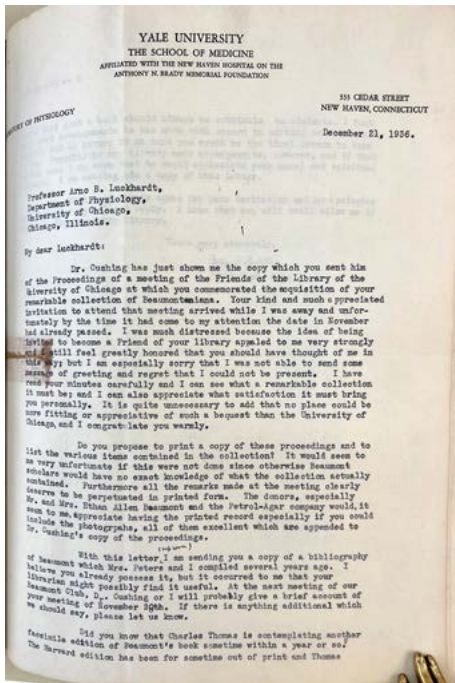 YALE UNIVERSITY
THE SCHOOL OF MEDICINE
AFFILIATED WITH THE NEW HAVEN HOSPITAL ON THE
ANTHONY N. BRADY MEMORIAL FOUNDATION
333 CEDAR STREET
NEW HAVEN, CONNECTICUT
OF PHYSIOLOGY
December 21, 1936.
Professor Arno B. Luckhardt,
Department of Physiology,
University of Chicago,
Chicago, Illinois.
My dear Luckhardt:
Dr. Cushing has just shown me the copy which you sent him
of the Proceedings of a meeting of the Friends of the Library of the
University of Chicago at which you commemorated the acquisition of your
remarkable collection of Beaumonteniana. Your kind and much appreciated
invitation to attend that meeting arrived while I was away and unfor-
tunately by the time it had come to my attention the date in November
had already passed. I was much distressed because the idea of being
invited to become a Friend of your library appealed to me very strongly
and I still feel greatly honored that you should have thought of me in
this way; but I am especially sorry that I was not able to send some
message of greeting and regret that I could not be present. I have
read your minutes carefully and I can see what a remarkable collection
it must be; and I can also appreciate what satisfaction it must bring
you personally. It is quite unnecessary to add that no place could be
more fitting or appreciative of such a bequest than the University of
Chicago, and I congratulate you warmly.
Do you propose to print a copy of these proceedings and to
list the various items contained in the collection? It would seem to
me very unfortunate if this were not done since otherwise Beaumont
scholars would have no exact knowledge of what the collection actually
contained. Furthermore all the remarks made at the meeting clearly
deserve to be perpetuated in printed form. The donors, especially
Mr. and Mrs. Ethan Allen Beaumont and the Petrol-Agar company would, it
seem to me, appreciate having the printed record especially if you could
include the photogrpahs, all of them excellent which are appended to
Dr. Cushing's copy of the proceedings.
With this letter I am sending you a copy of a bibliography
of Beaumont which Mrs. Peters and I compiled several years ago. I
believe you already possess it, but it occurred to me that your
librarian might possibly find it useful. At the next meeting of our
Beaumont Club, Dr. Cushing or I will probably give a brief account of
your meeting of November 20th. If there is anything additional which
we should say, please let us know.
Did you know that Charles Thomas is contemplating another
facsimile edition of Beaumont's book sometime within a year or so?
The Harvard edition has been for sometime out of print and Thomas